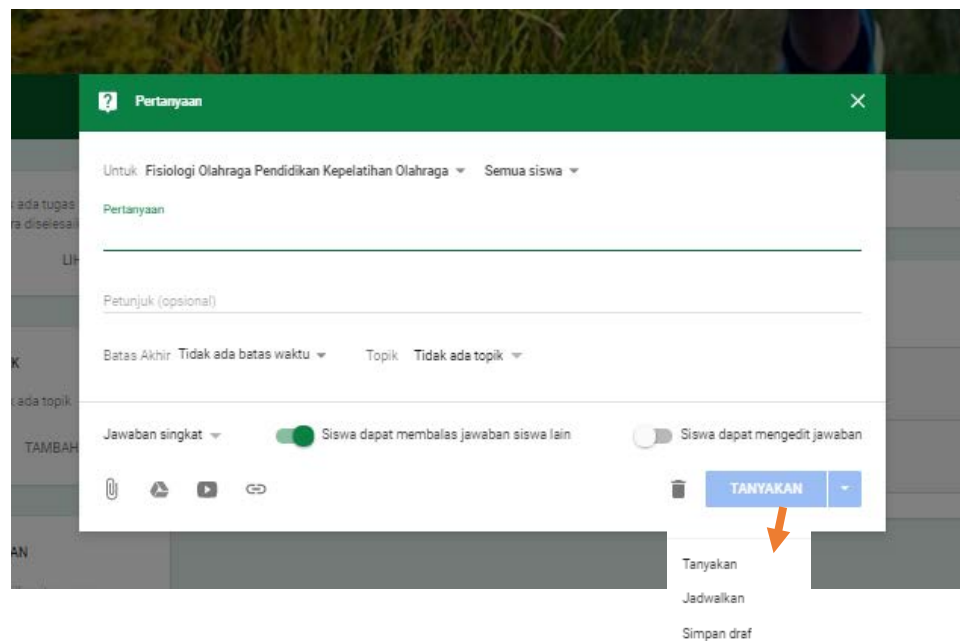 Pertanyaan
Untuk Fisiologi Olahraga Pendidikan Kepelatihan Olahraga Semua siswa
ada tugas
Pertanyaan
ra diselesaik
LIH
Petunjuk (opsional)
Batas Akhir Tidak ada batas waktu Topik Tidak ada topik
K
ada topik
Jawaban singkat Siswa dapat membalas jawaban siswa lain Siswa dapat mengedit jawaban
TAMBAH
TANYAKAN
AN
Tanyakan
Jadwalkan
Simpan draf